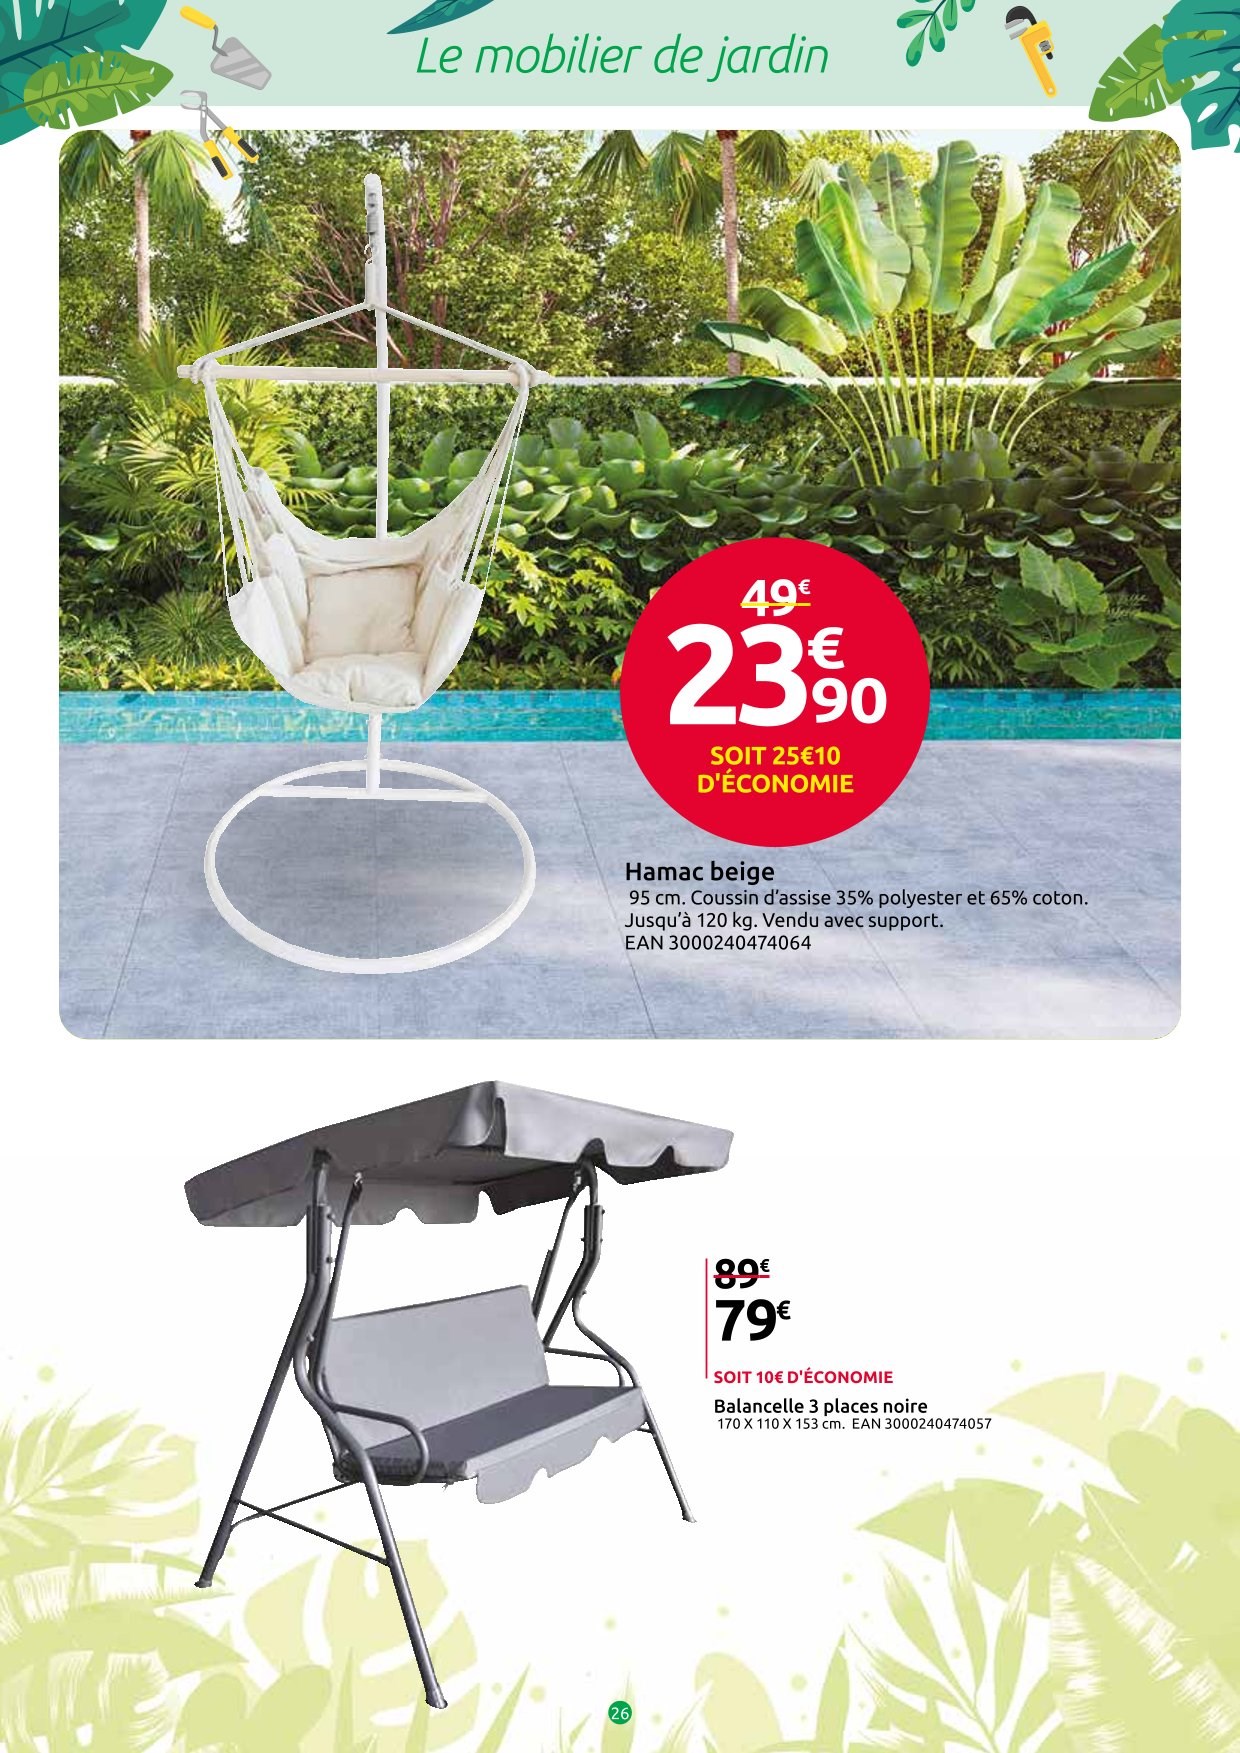 Le mobilier de jardin
49€
23€90
SOIT 25€10
D'ÉCONOMIE
Hamac beige
95 cm. Coussin d’assise 35% polyester et 65% coton.
Jusqu’à 120 kg. Vendu avec support.
EAN 3000240474064
89€
79€
SOIT 10€ D'ÉCONOMIE
Balancelle 3 places noire
170 X 110 X 153 cm. EAN 3000240474057
26